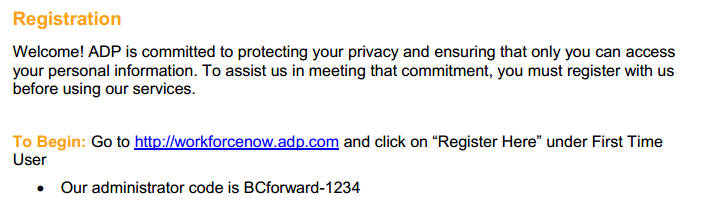 Registration
Welcome! ADP is committed to protecting your privacy and ensuring that only you can access
your personal information. To assist us in meeting that commitment, you must register with us
before using our services.
To Begin: Go to http://workforcenow.adp.com and click on “Register Here” under First Time
User
• Our administrator code is BCforward-1234